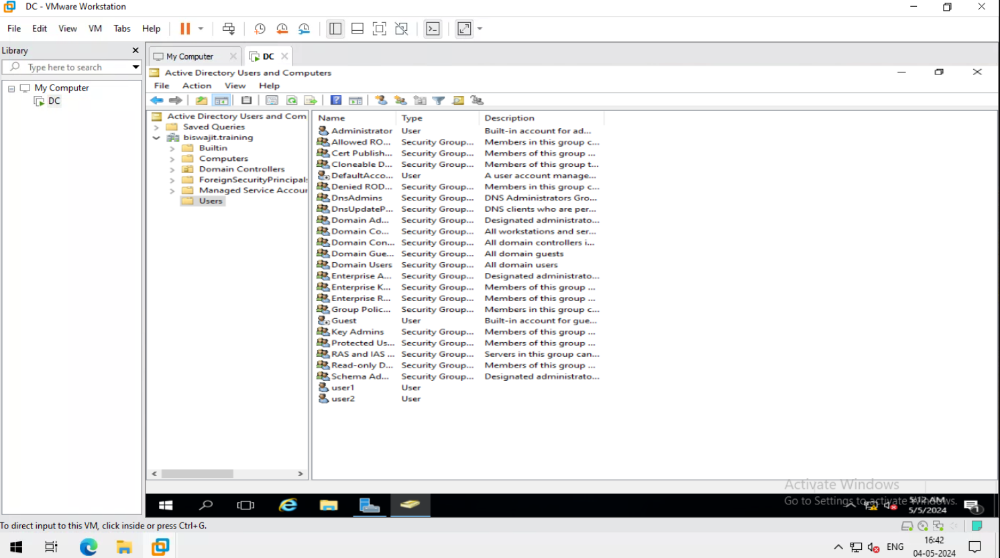 DC - VMware Workstation
File Edit View VM Tabs Help
Library
Type here to search
My Computer
DC
My Computer
DC
Active Directory Users and Computers
File Action View Help
Active Directory Users and Com
Saved Queries
biswajit.training
Builtin
Computers
Domain Controllers
ForeignSecurityPrincipals
Managed Service Accour
Users
Name Type Description
Administrator User Built-in account for ad...
Allowed RO... Security Group... Members in this group c...
Cert Publish... Security Group... Members of this group ...
Cloneable D... Security Group... Members of this group t...
DefaultAcco... User A user account manage...
Denied ROD... Security Group... Members in this group c...
DnsAdmins Security Group... DNS Administrators Gro...
DnsUpdateP... Security Group... DNS clients who are per...
Domain Ad... Security Group... Designated administrato...
Domain Co... Security Group... All workstations and ser...
Domain Con... Security Group... All domain controllers i...
Domain Gue... Security Group... All domain guests
Domain Users Security Group... All domain users
Enterprise A... Security Group... Designated administrato...
Enterprise K... Security Group... Members of this group ...
Enterprise R... Security Group... Members of this group ...
Group Polic... Security Group... Members in this group c...
Guest User Built-in account for gue...
Key Admins Security Group... Members of this group ...
Protected Us... Security Group... Members of this group ...
RAS and IAS ... Security Group... Servers in this group can...
Read-only D... Security Group... Members of this group ...
Schema Ad... Security Group... Designated administrato...
user1 User
user2 User
Activate Windows
Go to Settings to activate Windows.
5:12 AM
5/5/2024
1
To direct input to this VM, click inside or press Ctrl+G.
ENG
16:42
04-05-2024